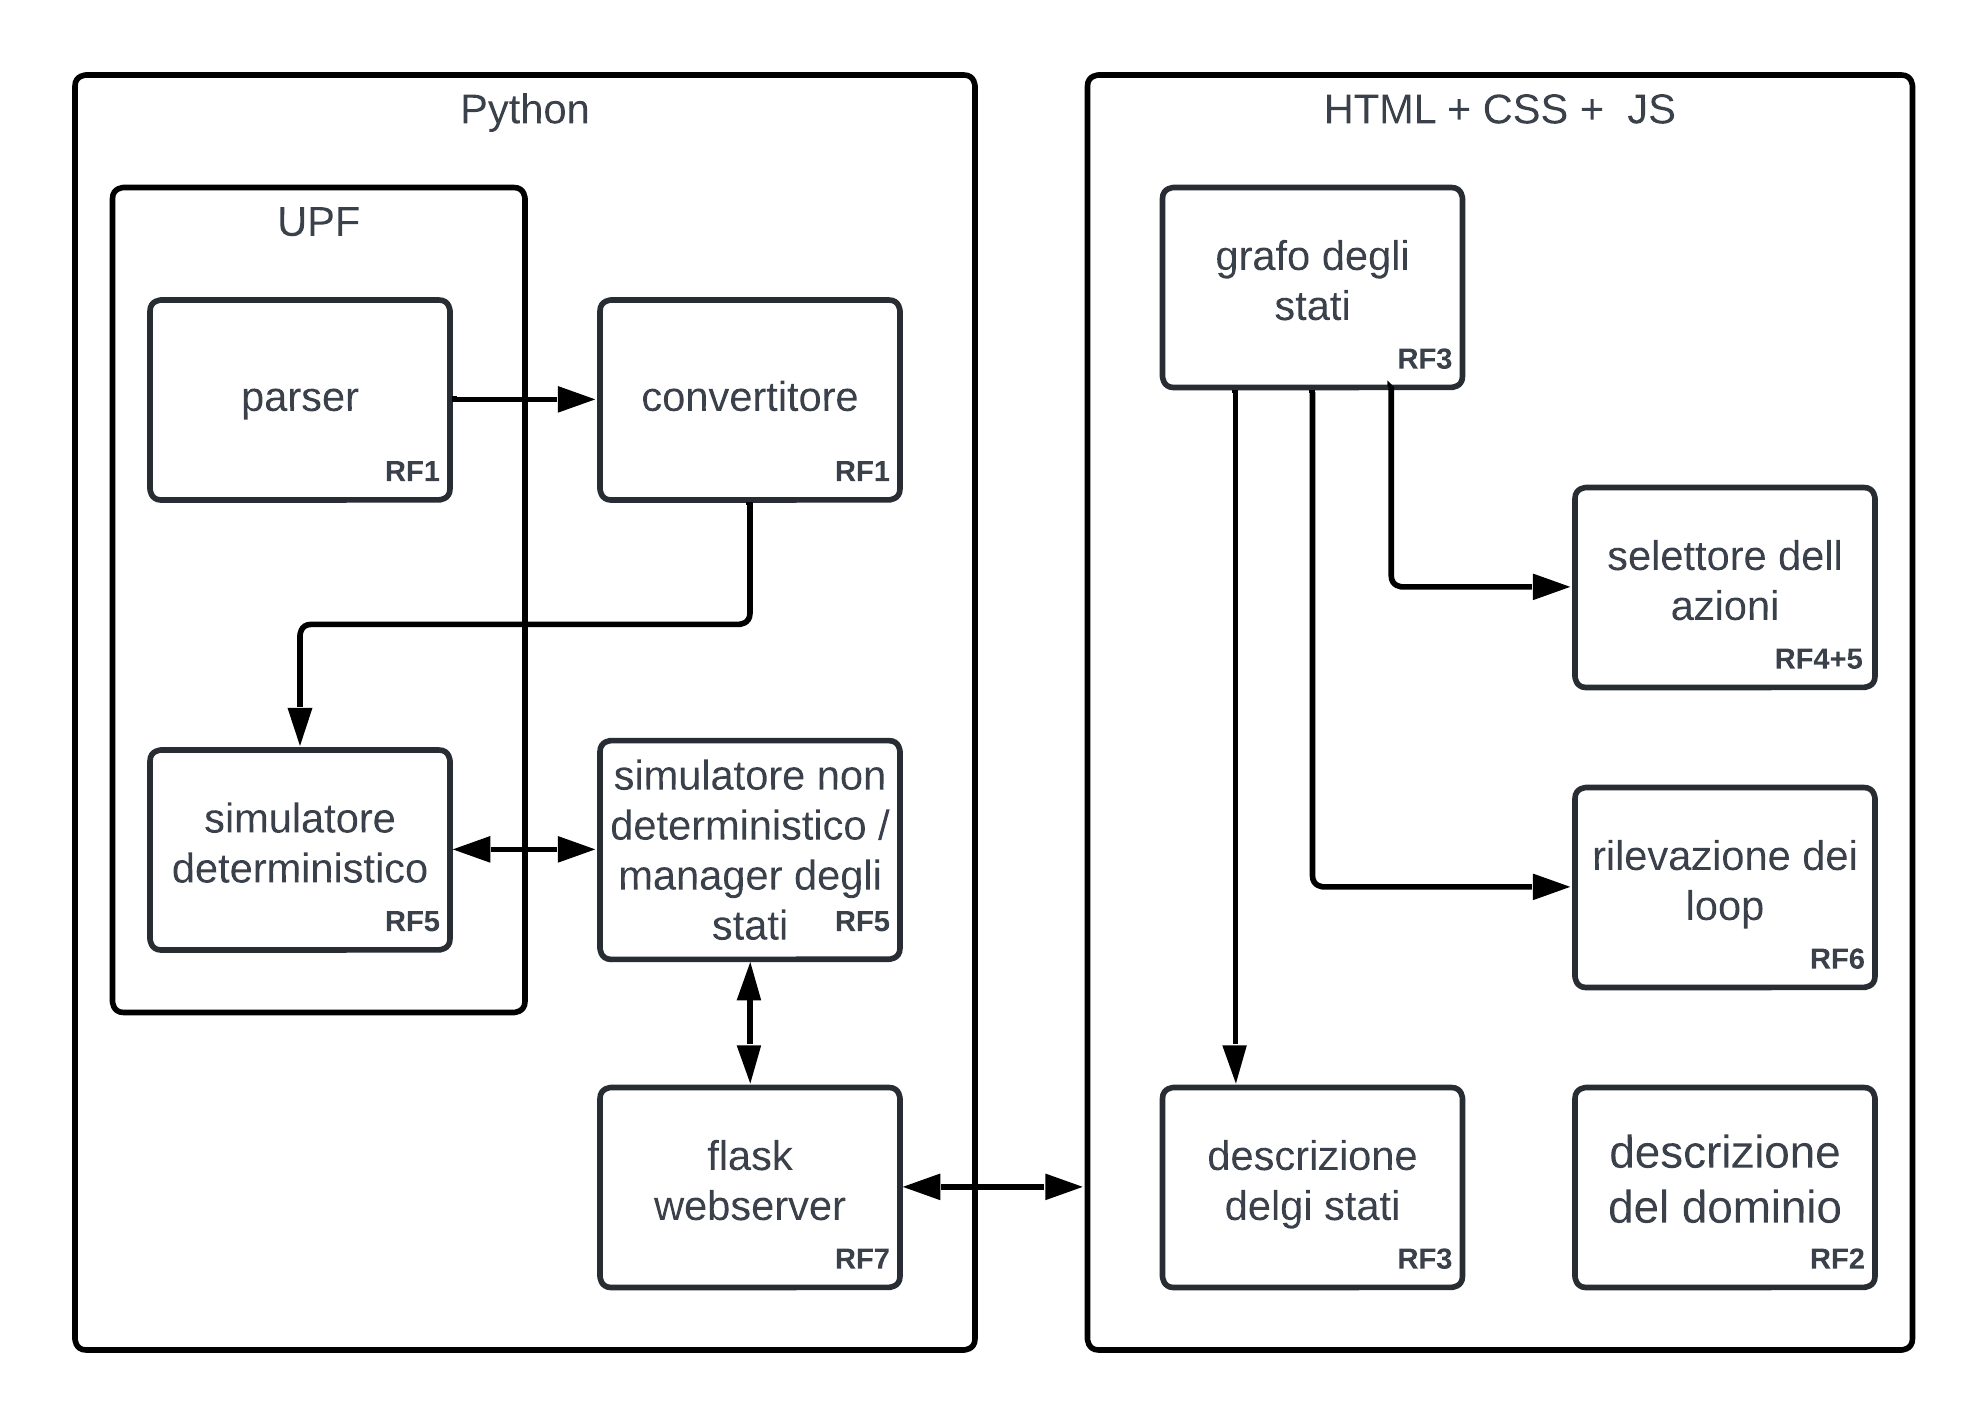 Python
UPF
parser
RF1
convertitore
RF1
simulatore
deterministico
RF5
simulatore non
deterministico /
manager degli
stati
RF5
flask
webserver
RF7
HTML + CSS +  JS
grafo degli
stati
RF3
selettore dell
azioni
RF4+5
rilevazione dei
loop
RF6
descrizione
delgi stati
RF3
descrizione
del dominio
RF2